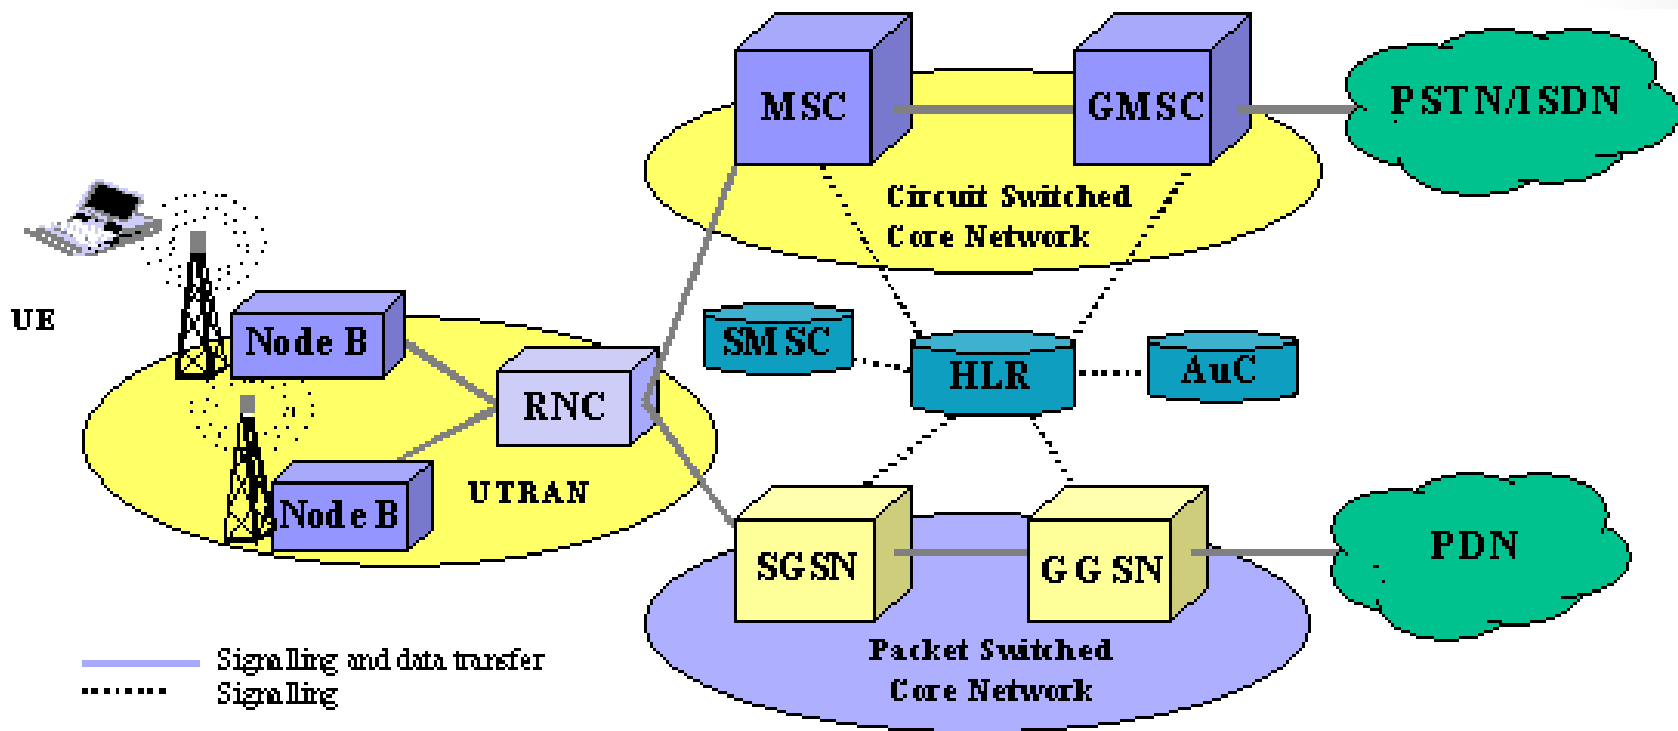 MSC
GMSC
PSTN/ISDN
Circuit Switched
Core Network
UE
Node B
SMSC
HLR
AuC
RNC
Node B
UTRAN
SGSN
GGSN
PDN
Packet Switched
Core Network
Signalling and data transfer
Signalling